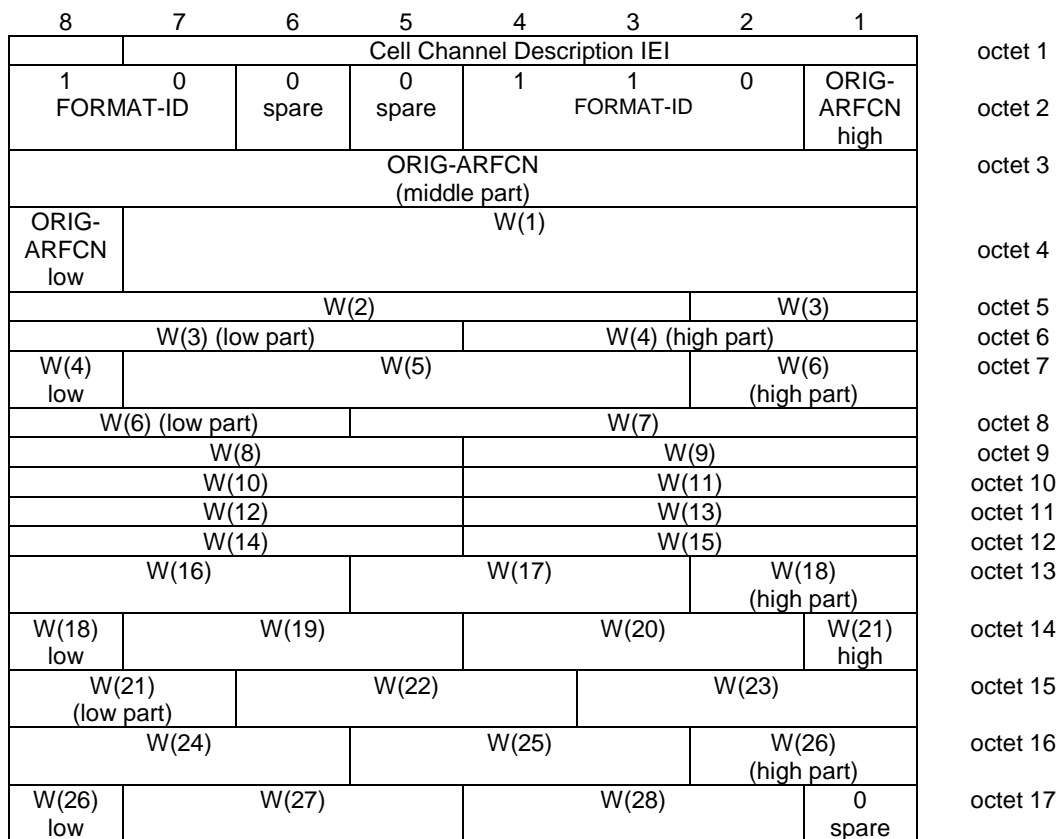 8 7 6 5 4 3 2 1
Cell Channel Description IEI octet 1
1 0 0 0 1 1 0 ORIG-
FORMAT-ID spare spare FORMAT-ID ARFCN octet 2
high
ORIG-ARFCN octet 3
(middle part)
ORIG- W(1)
ARFCN octet 4
low
W(2) W(3) octet 5
W(3) (low part) W(4) (high part) octet 6
W(4) W(5) W(6) octet 7
low (high part)
W(6) (low part) W(7) octet 8
W(8) W(9) octet 9
W(10) W(11) octet 10
W(12) W(13) octet 11
W(14) W(15) octet 12
W(16) W(17) W(18) octet 13
(high part)
W(18) W(19) W(20) W(21) octet 14
low high
W(21) W(22) W(23) octet 15
(low part)
W(24) W(25) W(26) octet 16
(high part)
W(26) W(27) W(28) 0 octet 17
low spare